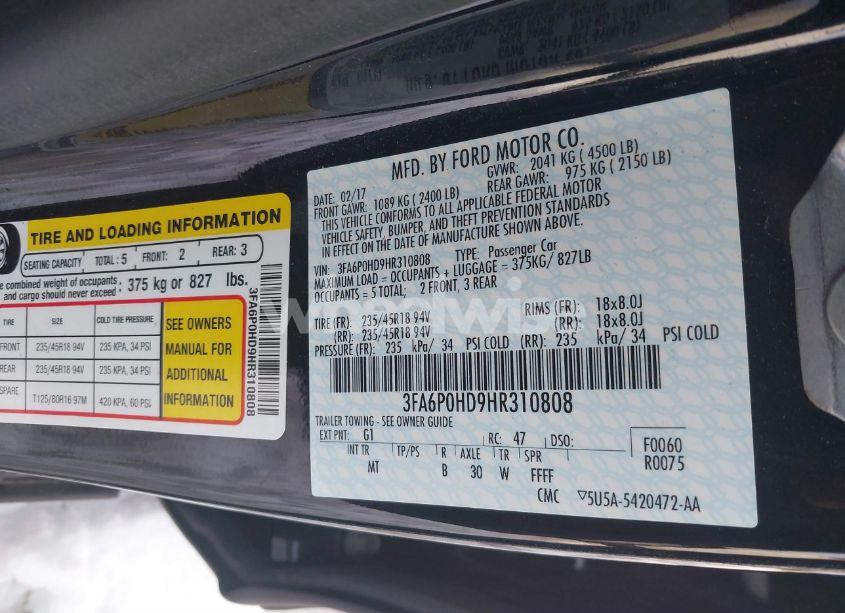 TIRE AND LOADING INFORMATION
SEATING CAPACITY TOTAL: 5 FRONT: 2 REAR: 3
combined weight of occupants
and cargo should never exceed 375 kg or 827 lbs.
TIRE SIZE COLD TIRE PRESSURE
FRONT 235/45R18 94V 235 KPA, 34 PSI
REAR 235/45R18 94V 235 KPA, 34 PSI
SPARE T125/80R16 97M 420 KPA, 60 PSI
SEE OWNERS
MANUAL FOR
ADDITIONAL
INFORMATION
3FA6P0HD9HR310808
MFD. BY FORD MOTOR CO.
DATE: 02/17 GVWR: 2041 KG ( 4500 LB)
FRONT GAWR: 1089 KG ( 2400 LB) REAR GAWR: 975 KG ( 2150 LB)
THIS VEHICLE CONFORMS TO ALL APPLICABLE FEDERAL MOTOR
VEHICLE SAFETY, BUMPER, AND THEFT PREVENTION STANDARDS
IN EFFECT ON THE DATE OF MANUFACTURE SHOWN ABOVE.
VIN: 3FA6P0HD9HR310808 TYPE: Passenger Car
MAXIMUM LOAD = OCCUPANTS + LUGGAGE = 375KG/ 827LB
OCCUPANTS = 5 TOTAL; 2 FRONT, 3 REAR
TIRE (FR): 235/45R18 94V RIMS (FR): 18x8.0J
(RR): 235/45R18 94V (RR): 18x8.0J
PRESSURE (FR): 235 kPa/ 34 PSI COLD (RR): 235 kPa/ 34 PSI COLD
3FA6P0HD9HR310808
TRAILER TOWING - SEE OWNER GUIDE
EXT PNT: G1 RC: 47 DSO: F0060
R0075
INT TR TP/PS R AXLE TR SPR
MT B 30 W FFFF
CMC ▽5U5A-5420472-AA